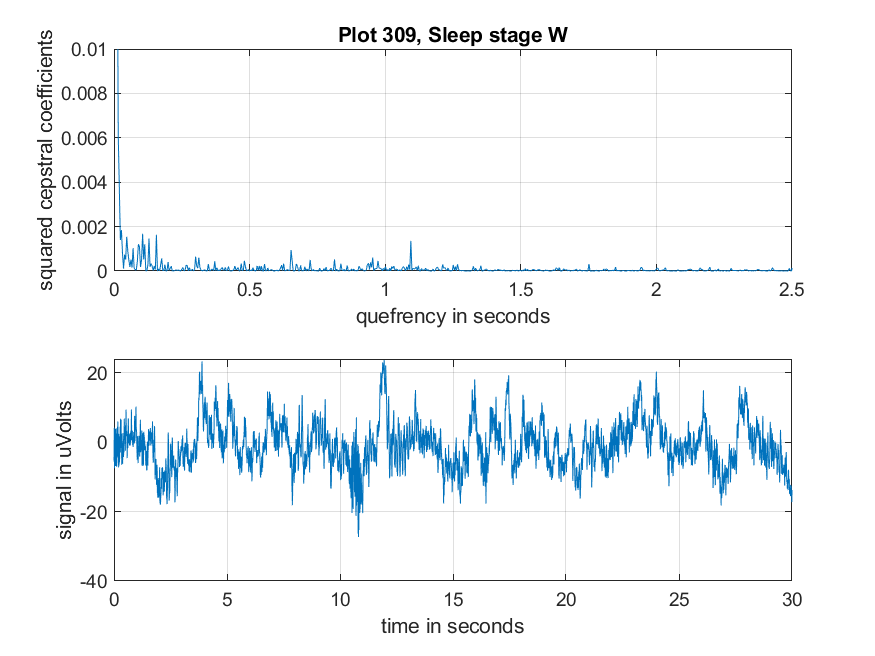 Plot 309, Sleep stage W
squared cepstral coefficients
0.01
0.008
0.006
0.004
0.002
0
0 0.5 1 1.5 2 2.5
quefrency in seconds
signal in uVolts
20
0
-20
-40
0 5 10 15 20 25 30
time in seconds